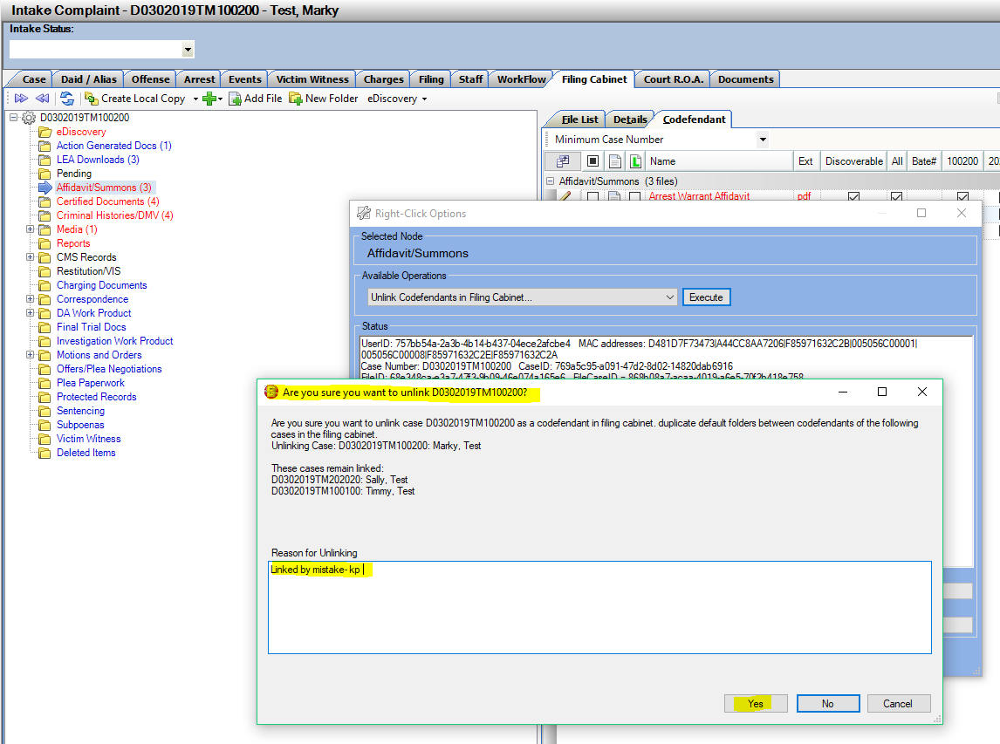 Intake Complaint - D0302019TM100200 - Test, Marky
Intake Status:
Case Daid / Alias Offense Arrest Events Victim Witness Charges Filing Staff WorkFlow Filing Cabinet Court R.O.A. Documents
Create Local Copy Add File New Folder eDiscovery
D0302019TM100200
eDiscovery
Action Generated Docs (1)
LEA Downloads (3)
Pending
Affidavit/Summons (3)
Certified Documents (4)
Criminal Histories/DMV (4)
Media (1)
Reports
CMS Records
Restitution/VIS
Charging Documents
Correspondence
DA Work Product
Final Trial Docs
Investigation Work Product
Motions and Orders
Offers/Plea Negotiations
Plea Paperwork
Protected Records
Sentencing
Subpoenas
Victim Witness
Deleted Items
File List Details Codefendant
Minimum Case Number
Name Ext Discoverable All Bate# 100200 20
Affidavit/Summons (3 files)
Arrest Warrant Affidavit pdf
Right-Click Options
Selected Node
Affidavit/Summons
Available Operations
Unlink Codefendants in Filing Cabinet... Execute
Status
UserID: 757bb54a-2a3b-4b14-b437-04ece2afcbe4 MAC addresses: D481D7F73473|A44CC8AA7206|F85971632C2B|005056C00001|
005056C00008|F85971632C2E|F85971632C2A
Case Number: D0302019TM100200 CaseID: 769a5c95-a091-47d2-8d02-14820dab6916
Are you sure you want to unlink D0302019TM100200?
Are you sure you want to unlink case D0302019TM100200 as a codefendant in filing cabinet. duplicate default folders between codefendants of the following
cases in the filing cabinet.
Unlinking Case: D0302019TM100200: Marky, Test
These cases remain linked:
D0302019TM202020: Sally, Test
D0302019TM100100: Timmy, Test
Reason for Unlinking
Linked by mistake- kp
Yes No Cancel